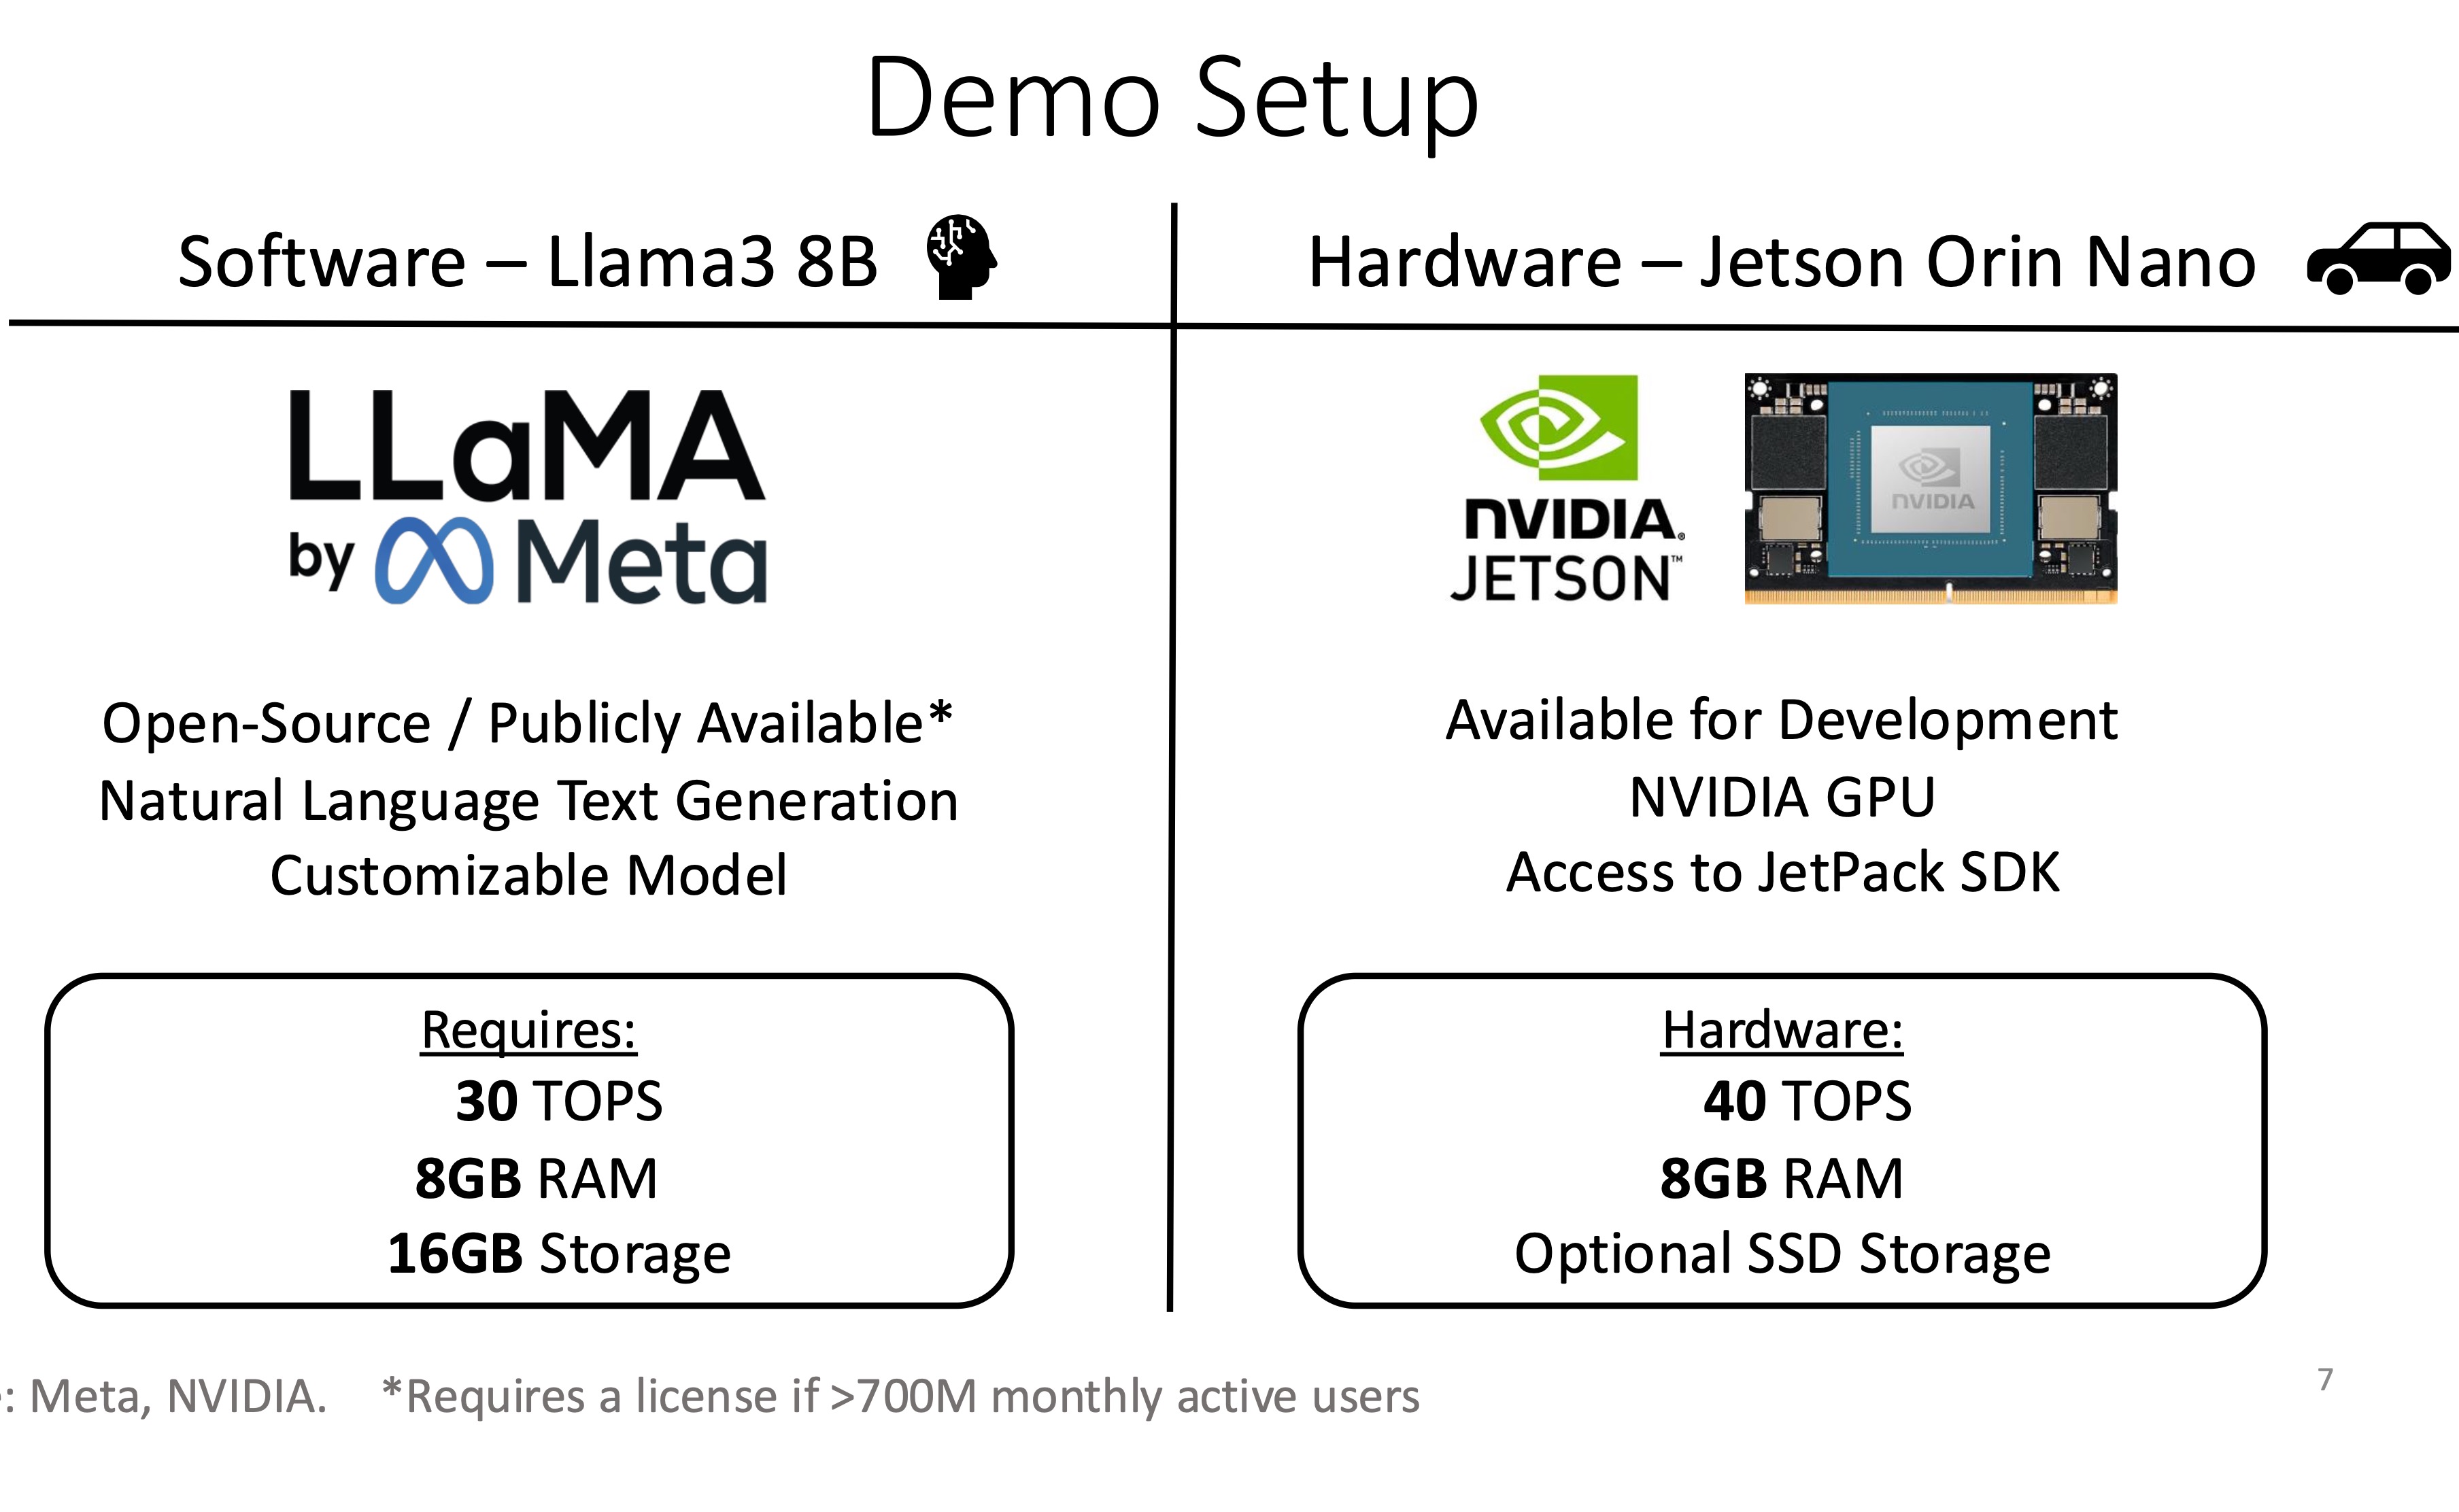 Demo Setup
Software – Llama3 8B
LLaMA
by Meta
Open-Source / Publicly Available*
Natural Language Text Generation
Customizable Model
Requires:
30 TOPS
8GB RAM
16GB Storage
Hardware – Jetson Orin Nano
NVIDIA®
JETSON™
NVIDIA
Available for Development
NVIDIA GPU
Access to JetPack SDK
Hardware:
40 TOPS
8GB RAM
Optional SSD Storage
: Meta, NVIDIA. *Requires a license if >700M monthly active users
7